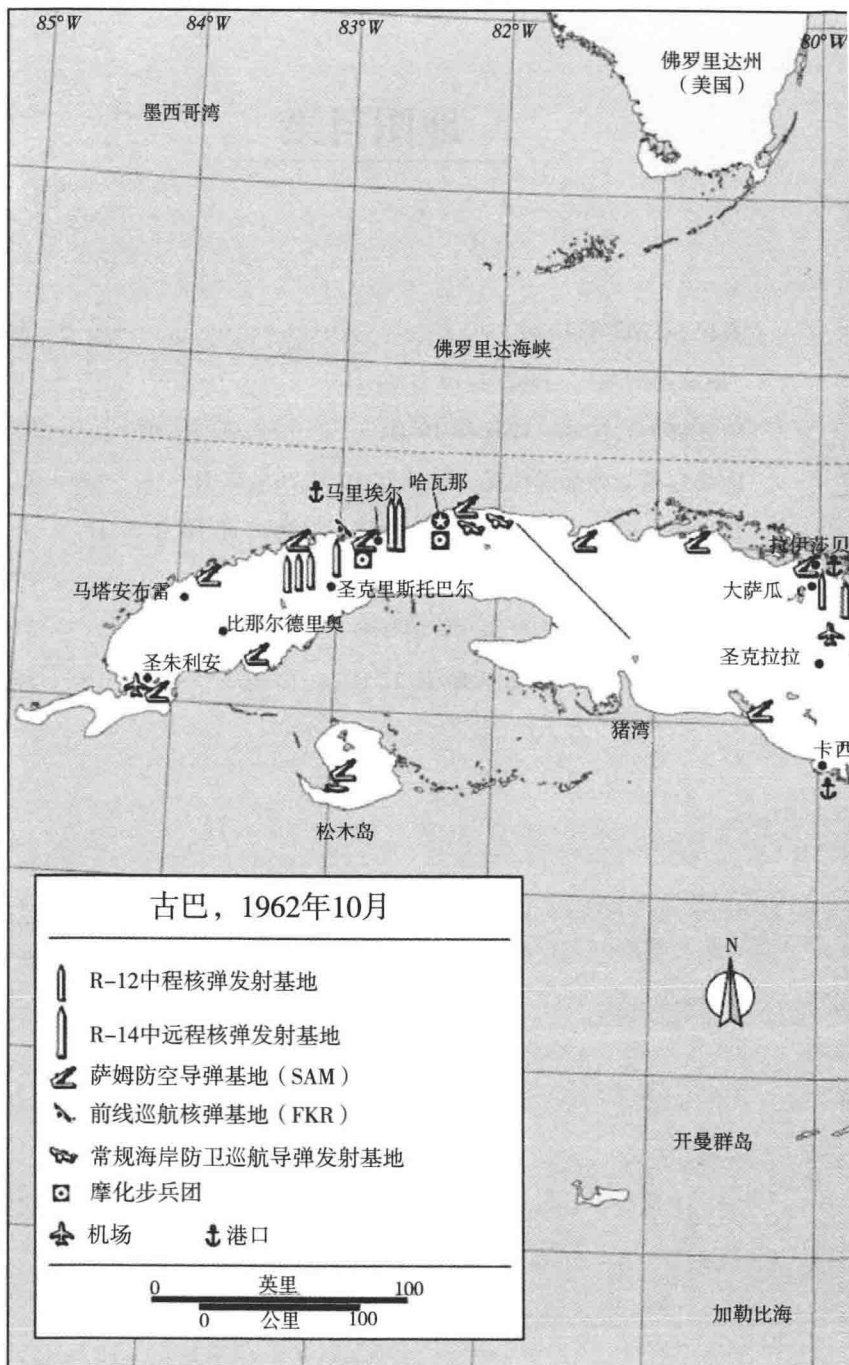 85°W
84°W
83°W
82°W
80°W
佛罗里达州
（美国）
墨西哥湾
佛罗里达海峡
马里埃尔
哈瓦那
拉伊莎贝
马塔安布雷
圣克里斯托巴尔
大萨瓜
比那尔德里奥
圣朱利安
圣克拉拉
猪湾
卡西
松木岛
古巴，1962年10月
R-12中程核弹发射基地
R-14中远程核弹发射基地
萨姆防空导弹基地（SAM）
前线巡航核弹基地（FKR）
常规海岸防卫巡航导弹发射基地
摩化步兵团
机场 港口
0 英里 100
0 公里 100
N
开曼群岛
加勒比海